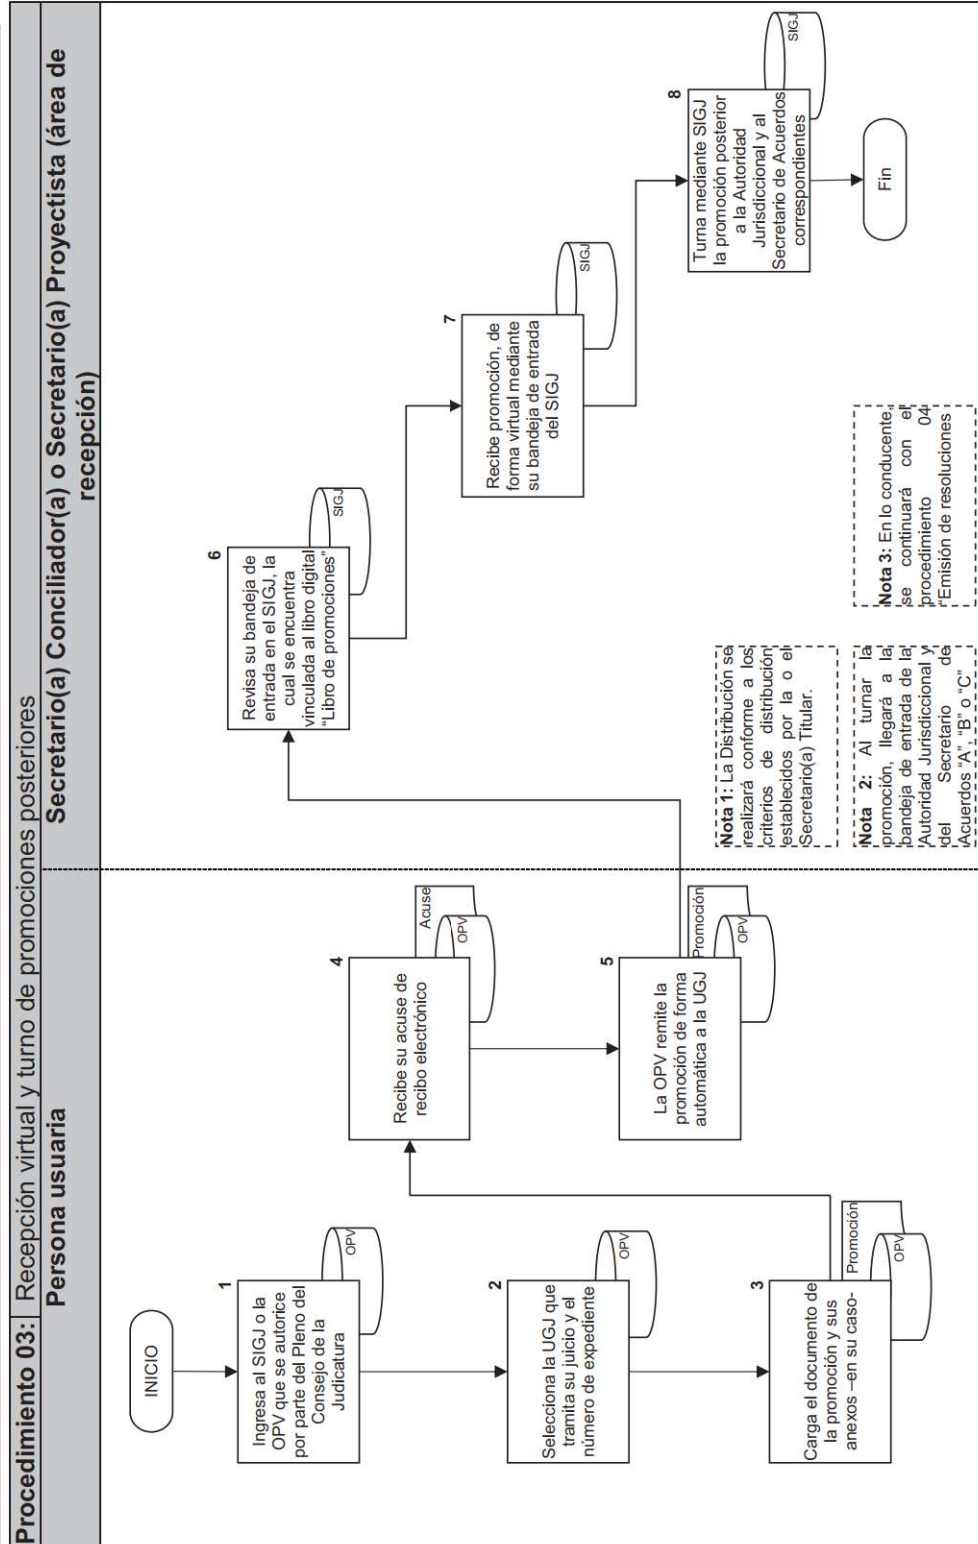 Procedimiento 03: Recepción virtual y turno de promociones posteriores
Persona usuaria
Secretario(a) Conciliador(a) o Secretario(a) Proyectista (área de
recepción)
INICIO
1
Ingresa al SIGJ o la
OPV que se autorice
por parte del Pleno del
Consejo de la
Judicatura
OPV
2
Selecciona la UGJ que
tramita su juicio y el
número de expediente
OPV
3
Carga el documento de
la promoción y sus
anexos –en su caso-
Promoción
OPV
4
Recibe su acuse de
recibo electrónico
Acuse
OPV
5
La OPV remite la
promoción de forma
automática a la UGJ
Promoción
OPV
6
Revisa su bandeja de
entrada en el SIGJ, la
cual se encuentra
vinculada al libro digital
“Libro de promociones”
SIGJ
7
Recibe promoción, de
forma virtual mediante
su bandeja de entrada
del SIGJ
SIGJ
8
Turna mediante SIGJ
la promoción posterior
a la Autoridad
Jurisdiccional y al
Secretario de Acuerdos
correspondientes
SIGJ
Fin
Nota 1: La Distribución se
realizará conforme a los
criterios de distribución
establecidos por la o el
Secretario(a) Titular.
Nota 2: Al turnar la
promoción, llegará a la
bandeja de entrada de la
Autoridad Jurisdiccional y
del Secretario de
Acuerdos “A”, “B” o “C”
Nota 3: En lo conducente,
se continuará con el
procedimiento 04
“Emisión de resoluciones